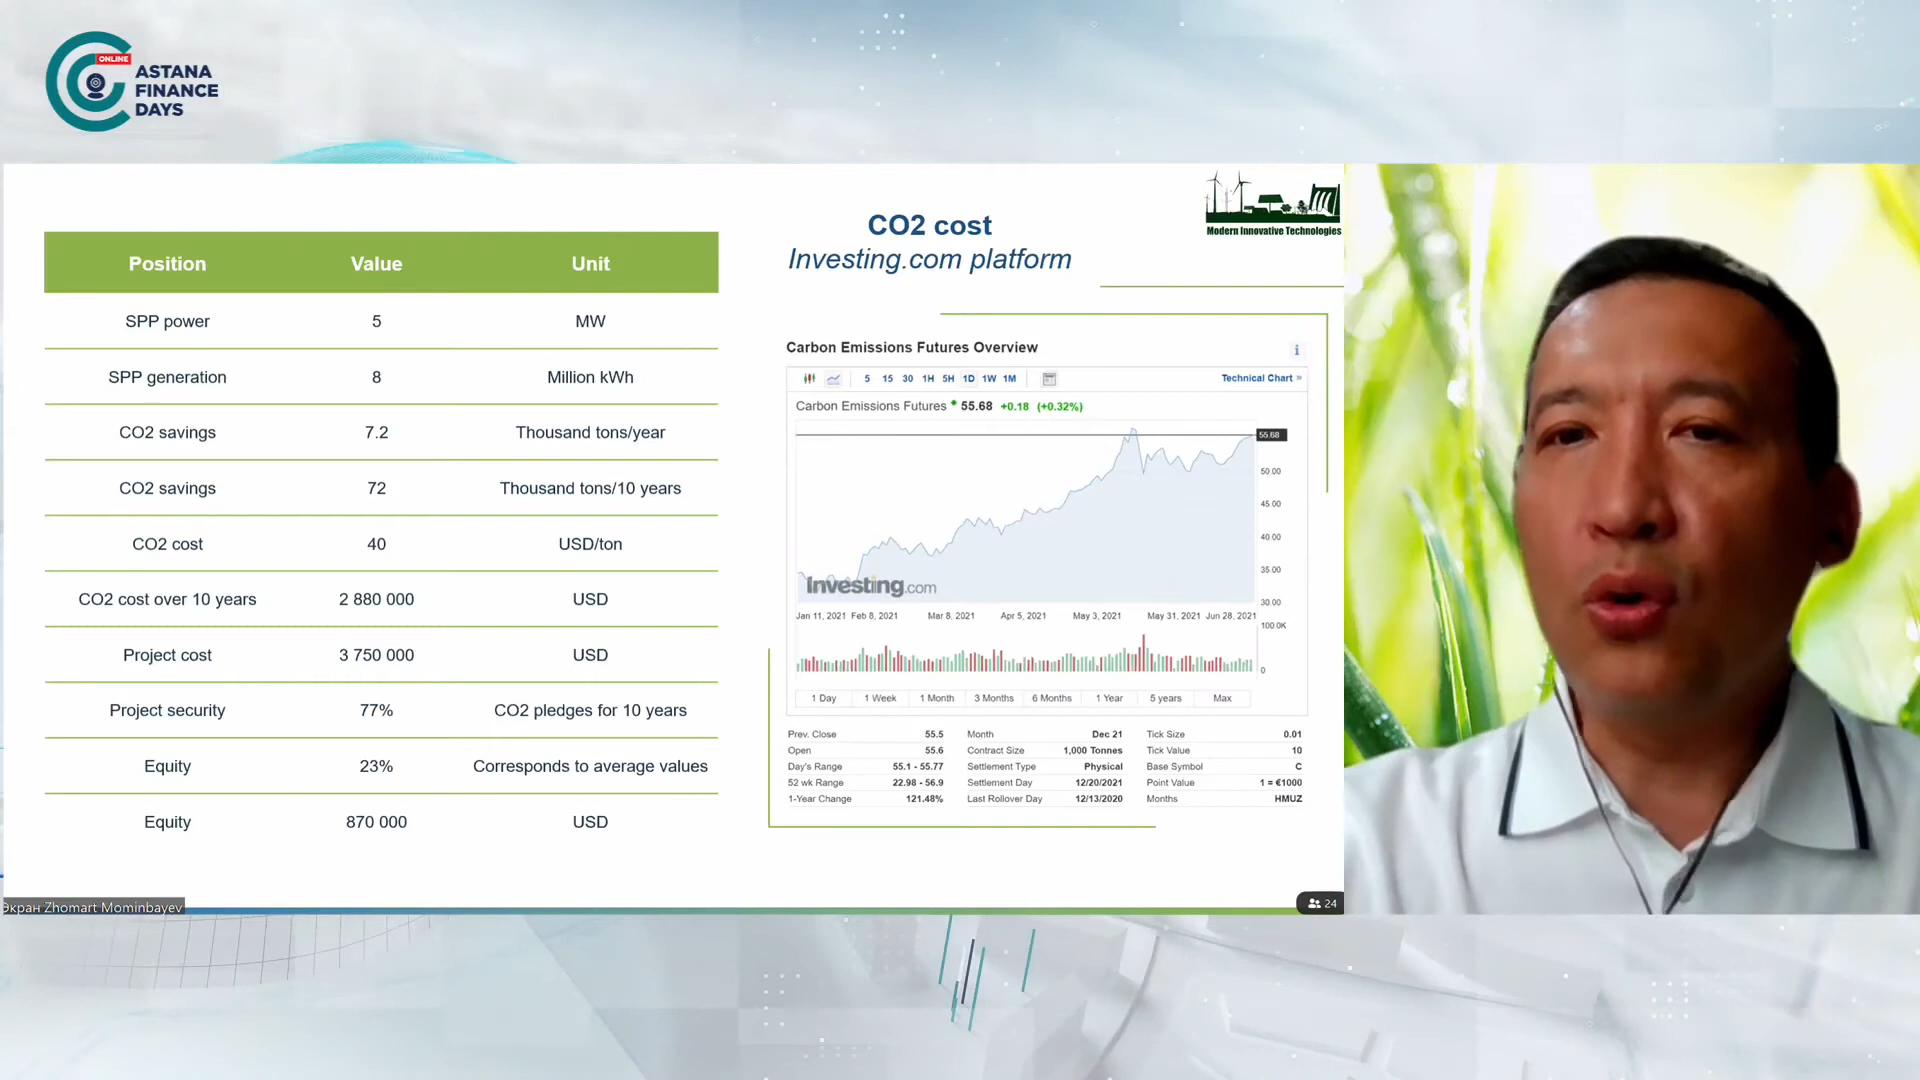 ONLINE
ASTANA
FINANCE
DAYS
Position Value Unit
SPP power 5 MW
SPP generation 8 Million kWh
CO2 savings 7.2 Thousand tons/year
CO2 savings 72 Thousand tons/10 years
CO2 cost 40 USD/ton
CO2 cost over 10 years 2 880 000 USD
Project cost 3 750 000 USD
Project security 77% CO2 pledges for 10 years
Equity 23% Corresponds to average values
Equity 870 000 USD
CO2 cost
Investing.com platform
Modern Innovative Technologies
Carbon Emissions Futures Overview
5 15 30 1H 5H 1D 1W 1M Technical Chart »
Carbon Emissions Futures 55.68 +0.18 (+0.32%)
55.68
50.00
45.00
40.00
35.00
30.00
Investing.com
Jan 11, 2021 Feb 8, 2021 Mar 8, 2021 Apr 5, 2021 May 3, 2021 May 31, 2021 Jun 28, 2021
100.0K
0
1 Day 1 Week 1 Month 3 Months 6 Months 1 Year 5 years Max
Prev. Close 55.5 Month Dec 21 Tick Size 0.01
Open 55.6 Contract Size 1,000 Tonnes Tick Value 10
Day's Range 55.1 - 55.77 Settlement Type Physical Base Symbol C
52 wk Range 22.98 - 56.9 Settlement Day 12/20/2021 Point Value 1 = €1000
1-Year Change 121.48% Last Rollover Day 12/13/2020 Months HMUZ
Экран Zhomart Mominbayev
24